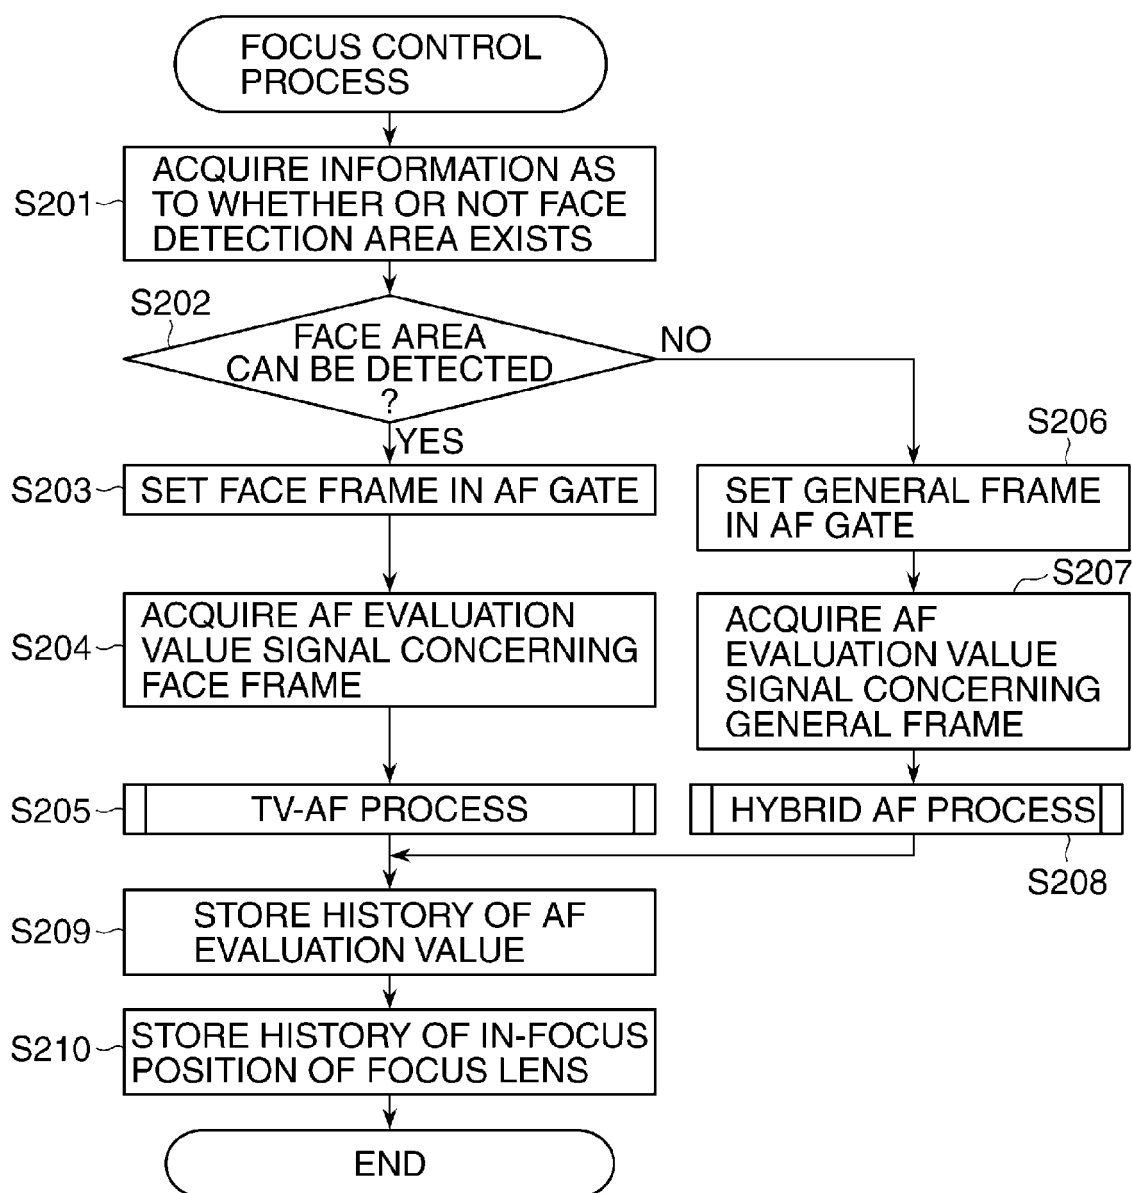 FOCUS CONTROL
PROCESS
S201
ACQUIRE INFORMATION AS
TO WHETHER OR NOT FACE
DETECTION AREA EXISTS
S202
FACE AREA
CAN BE DETECTED
?
NO
YES
S203
SET FACE FRAME IN AF GATE
S204
ACQUIRE AF EVALUATION
VALUE SIGNAL CONCERNING
FACE FRAME
S205
TV-AF PROCESS
S206
SET GENERAL FRAME
IN AF GATE
S207
ACQUIRE AF
EVALUATION VALUE
SIGNAL CONCERNING
GENERAL FRAME
HYBRID AF PROCESS
S208
S209
STORE HISTORY OF AF
EVALUATION VALUE
S210
STORE HISTORY OF IN-FOCUS
POSITION OF FOCUS LENS
END